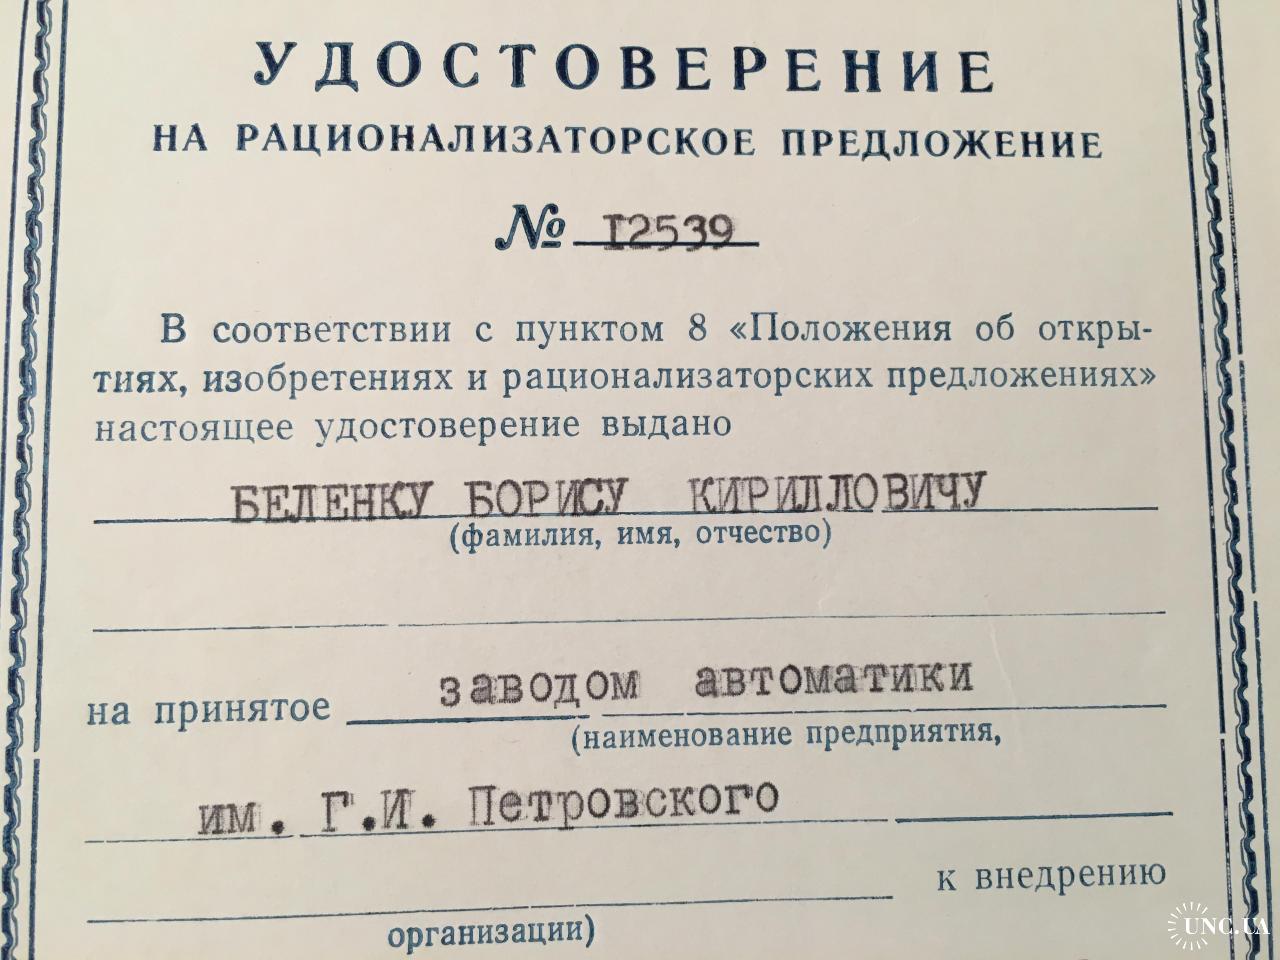 УДОСТОВЕРЕНИЕ
НА РАЦИОНАЛИЗАТОРСКОЕ ПРЕДЛОЖЕНИЕ
№ I2539
В соответствии с пунктом 8 «Положения об откры-
тиях, изобретениях и рационализаторских предложениях»
настоящее удостоверение выдано
БЕЛЕНКУ БОРИСУ КИРИЛЛОВИЧУ
(фамилия, имя, отчество)
на принятое заводом автоматики
(наименование предприятия,
им. Г.И. Петровского
к внедрению
организации)
UNC.UA